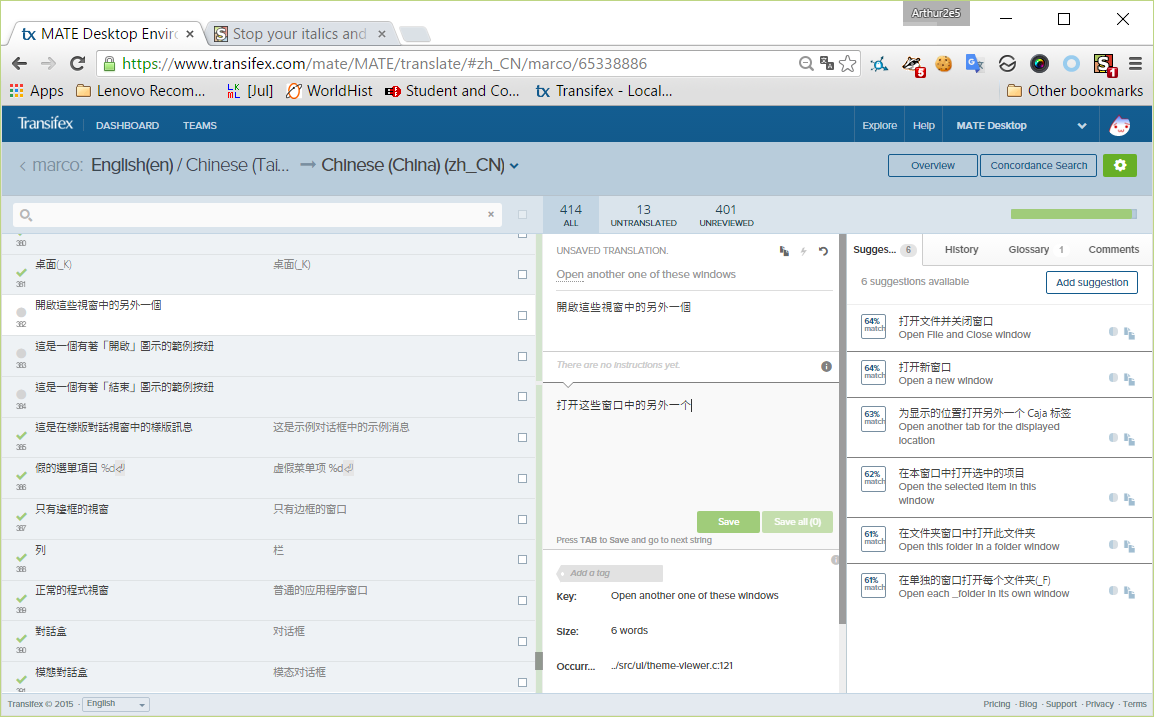 Arthur2e5
tx MATE Desktop Enviro
Stop your italics and
https://www.transifex.com/mate/MATE/translate/#zh_CN/marco/65338886
5
1
Apps
Lenovo Recom...
LK ML
[Jul]
WorldHist
Student and Co...
tx Transifex - Local...
Other bookmarks
Transifex
DASHBOARD
TEAMS
Explore
Help
MATE Desktop
marco: English(en) / Chinese (Tai... Chinese (China) (zh_CN)
Overview
Concordance Search
414
ALL
13
UNTRANSLATED
401
UNREVIEWED
380
桌面(_K) 桌面(_K)
381
開啟這些視窗中的另外一個
382
這是一個有著「開啟」圖示的範例按鈕
383
這是一個有著「結束」圖示的範例按鈕
384
這是在樣版對話視窗中的樣版訊息 这是示例对话框中的示例消息
385
假的選單項目 %d⏎ 虚假菜单项 %d⏎
386
只有邊框的視窗 只有边框的窗口
387
列 栏
388
正常的程式視窗 普通的应用程序窗口
389
對話盒 对话框
390
模態對話盒 模态对话框
391
UNSAVED TRANSLATION.
Open another one of these windows
開啟這些視窗中的另外一個
There are no instructions yet.
打开这些窗口中的另外一个
Save
Save all (0)
Press TAB to Save and go to next string
Add a tag
Key: Open another one of these windows
Size: 6 words
Occurr... ../src/ui/theme-viewer.c:121
Sugges... 6
History
Glossary 1
Comments
6 suggestions available
Add suggestion
64% match
打开文件并关闭窗口
Open File and Close window
64% match
打开新窗口
Open a new window
63% match
为显示的位置打开另外一个 Caja 标签
Open another tab for the displayed
location
62% match
在本窗口中打开选中的项目
Open the selected item in this
window
61% match
在文件夹窗口中打开此文件夹
Open this folder in a folder window
61% match
在单独的窗口打开每个文件夹(_F)
Open each _folder in its own window
Transifex © 2015 · English
Pricing · Blog · Support · Privacy · Terms